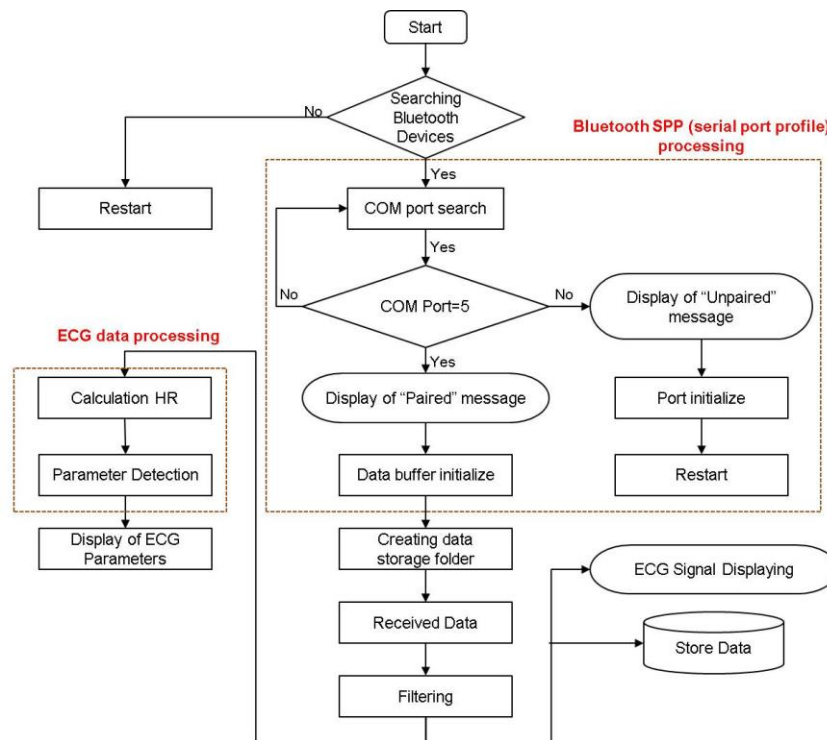 Start
Searching
Bluetooth
Devices
No
Yes
Restart
Bluetooth SPP (serial port profile)
processing
COM port search
Yes
COM Port=5
No
No
Yes
Display of “Unpaired”
message
Port initialize
Restart
Display of “Paired” message
Data buffer initialize
ECG data processing
Calculation HR
Parameter Detection
Display of ECG
Parameters
Creating data
storage folder
Received Data
Filtering
ECG Signal Displaying
Store Data